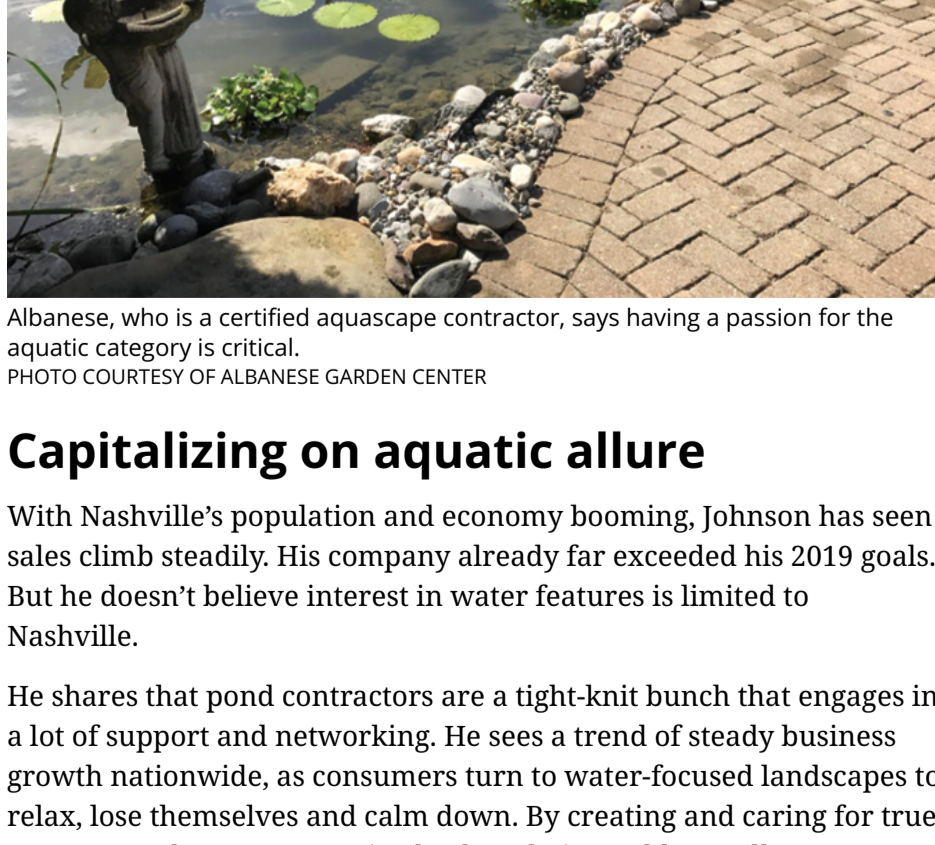 Albanese, who is a certified aquascape contractor, says having a passion for the
aquatic category is critical.
PHOTO COURTESY OF ALBANESE GARDEN CENTER
Capitalizing on aquatic allure
With Nashville’s population and economy booming, Johnson has seen
sales climb steadily. His company already far exceeded his 2019 goals.
But he doesn’t believe interest in water features is limited to
Nashville.
He shares that pond contractors are a tight-knit bunch that engages in
a lot of support and networking. He sees a trend of steady business
growth nationwide, as consumers turn to water-focused landscapes to
relax, lose themselves and calm down. By creating and caring for true